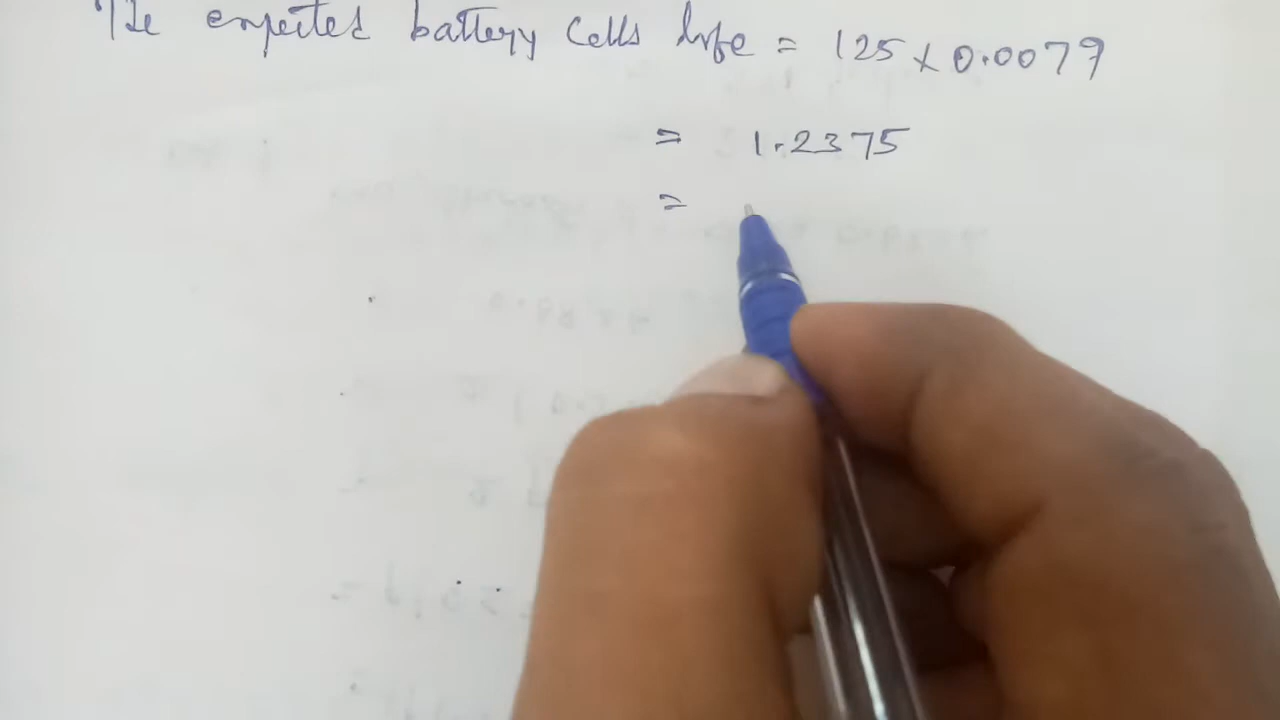 The expected battery cells life = 125 x 0.0079
= 1.2375
=